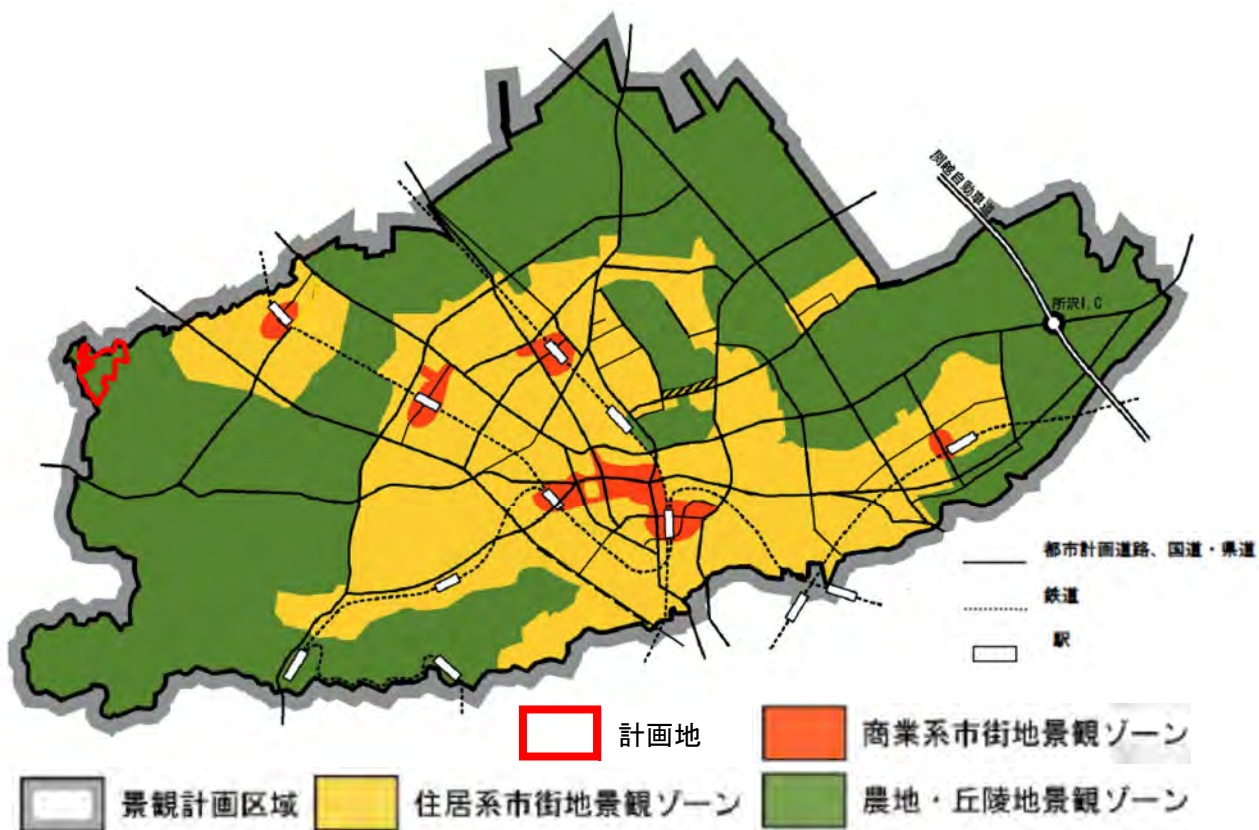 関越自動車道
所沢I.C
都市計画道路、国道・県道
鉄道
駅
計画地
商業系市街地景観ゾーン
景観計画区域
住居系市街地景観ゾーン
農地・丘陵地景観ゾーン